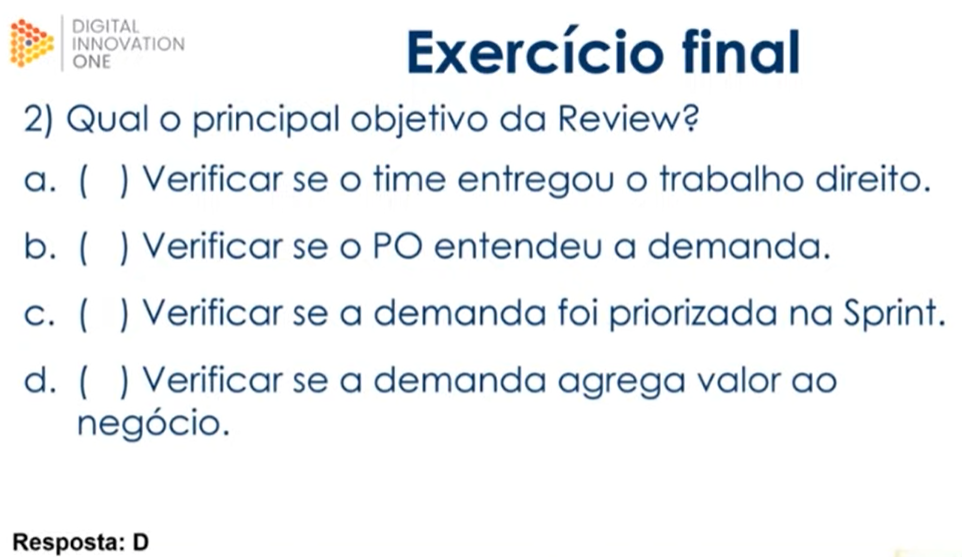 DIGITAL
INNOVATION
ONE
Exercício final
2) Qual o principal objetivo da Review?
a. ( ) Verificar se o time entregou o trabalho direito.
b. ( ) Verificar se o PO entendeu a demanda.
c. ( ) Verificar se a demanda foi priorizada na Sprint.
d. ( ) Verificar se a demanda agrega valor ao
negócio.
Resposta: D